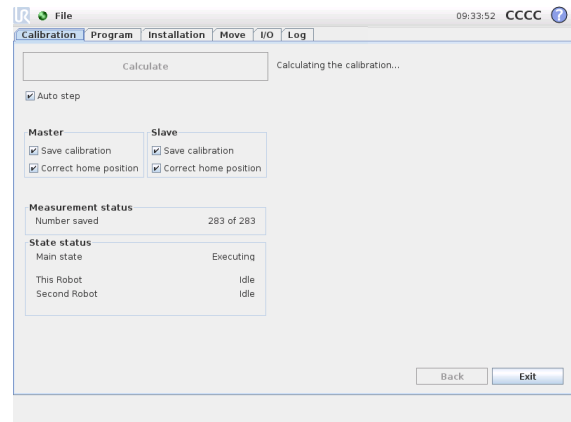 UR File 09:33:52 CCCC ?
Calibration Program Installation Move I/O Log
Calculate Calculating the calibration...
Auto step
Master Slave
Save calibration Save calibration
Correct home position Correct home position
Measurement status
Number saved 283 of 283
State status
Main state Executing
This Robot Idle
Second Robot Idle
Back Exit